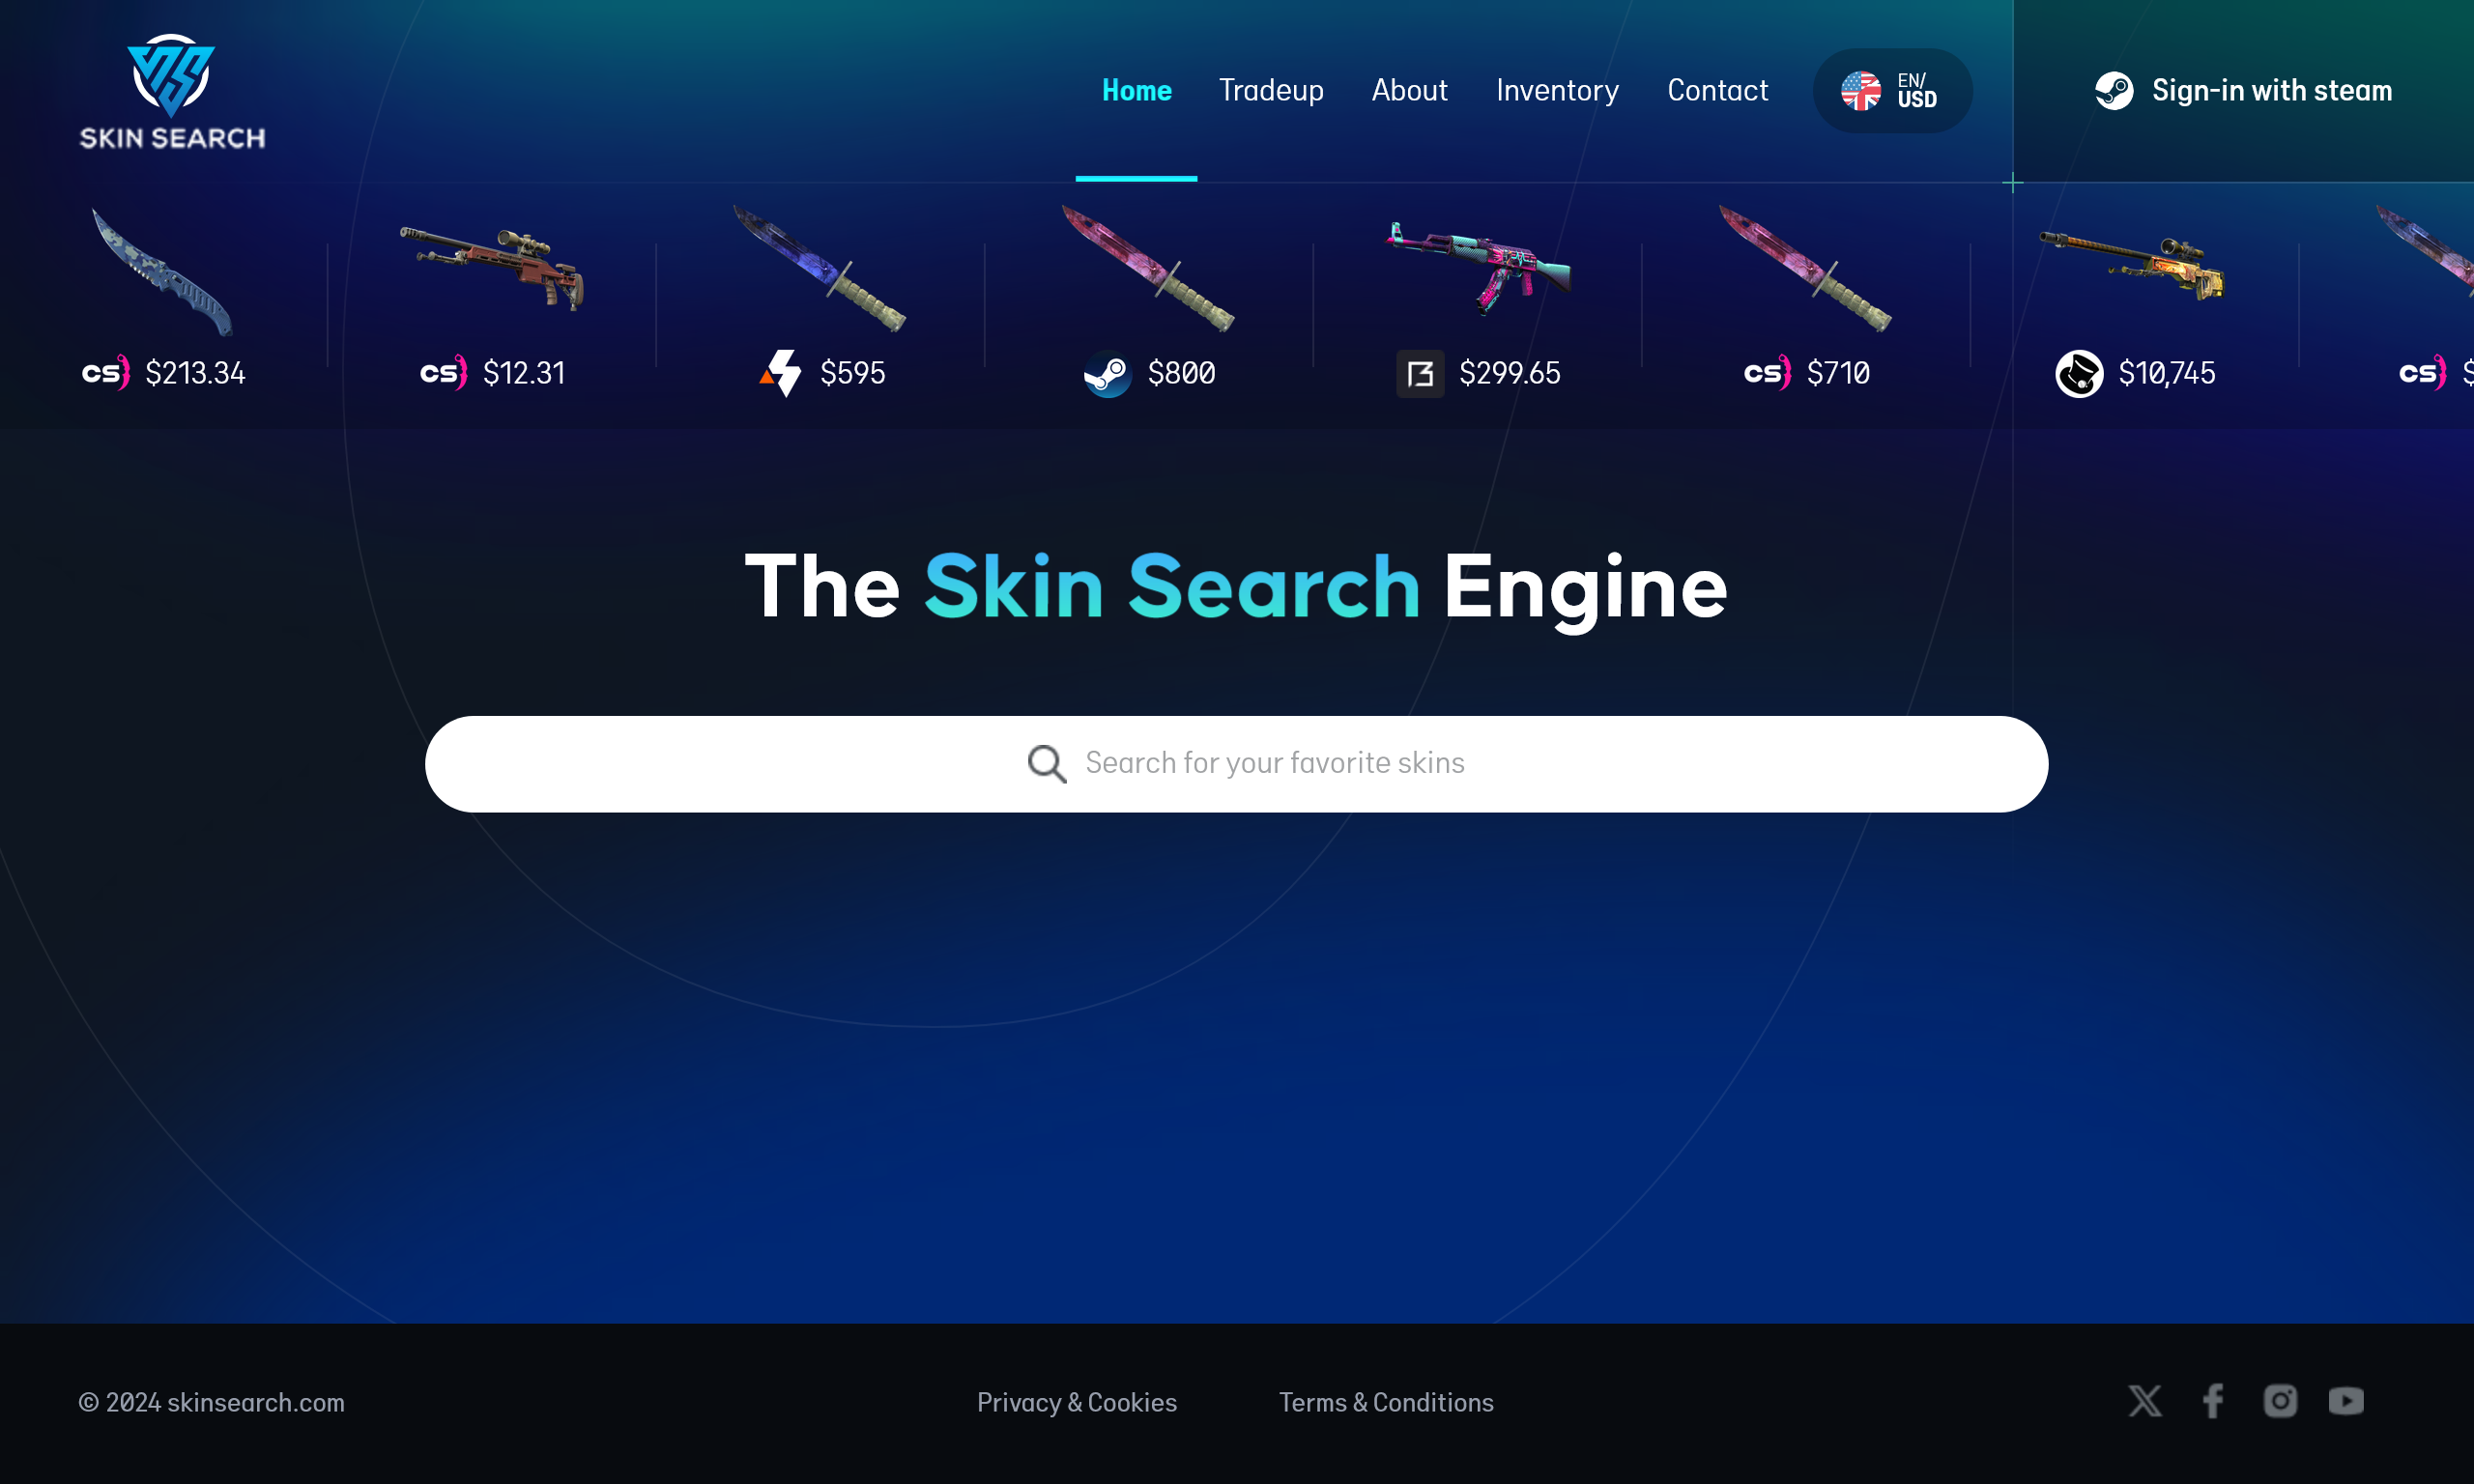 SKIN SEARCH
Home Tradeup About Inventory Contact
EN/
USD
Sign-in with steam
CS $213.34
CS $12.31
$595
$800
$299.65
CS $710
$10,745
CS $
The Skin Search Engine
Search for your favorite skins
© 2024 skinsearch.com
Privacy & Cookies
Terms & Conditions